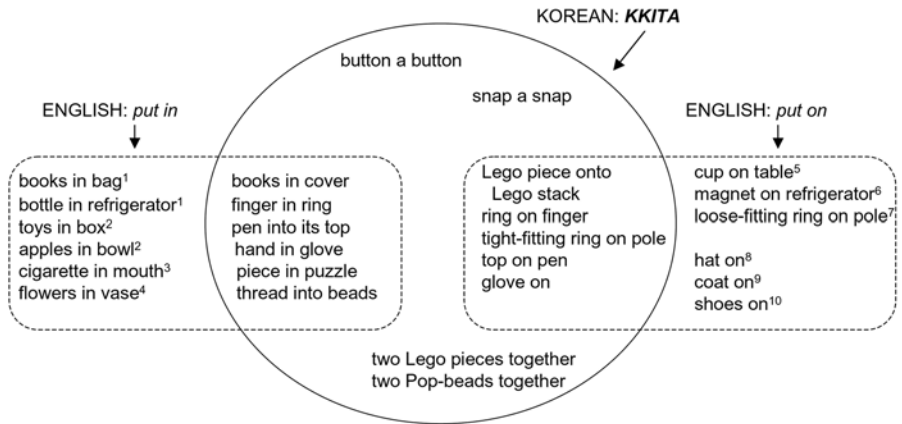 KOREAN: KKITA
button a button
snap a snap
ENGLISH: put in
ENGLISH: put on
books in bag¹
bottle in refrigerator¹
toys in box²
apples in bowl²
cigarette in mouth³
flowers in vase⁴
books in cover
finger in ring
pen into its top
hand in glove
piece in puzzle
thread into beads
Lego piece onto
Lego stack
ring on finger
tight-fitting ring on pole
top on pen
glove on
cup on table⁵
magnet on refrigerator⁶
loose-fitting ring on pole⁷
hat on⁸
coat on⁹
shoes on¹⁰
two Lego pieces together
two Pop-beads together